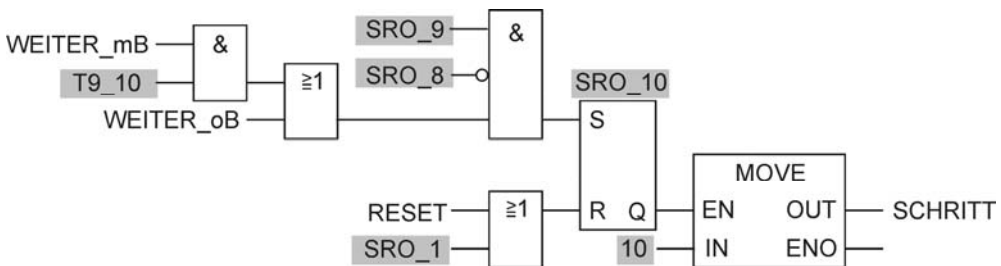 SRO_9
&
WEITER_mB
&
SRO_8
SRO_10
T9_10
≧1
WEITER_oB
S
MOVE
RESET
≧1
R Q
EN OUT
SCHRITT
SRO_1
10
IN ENO